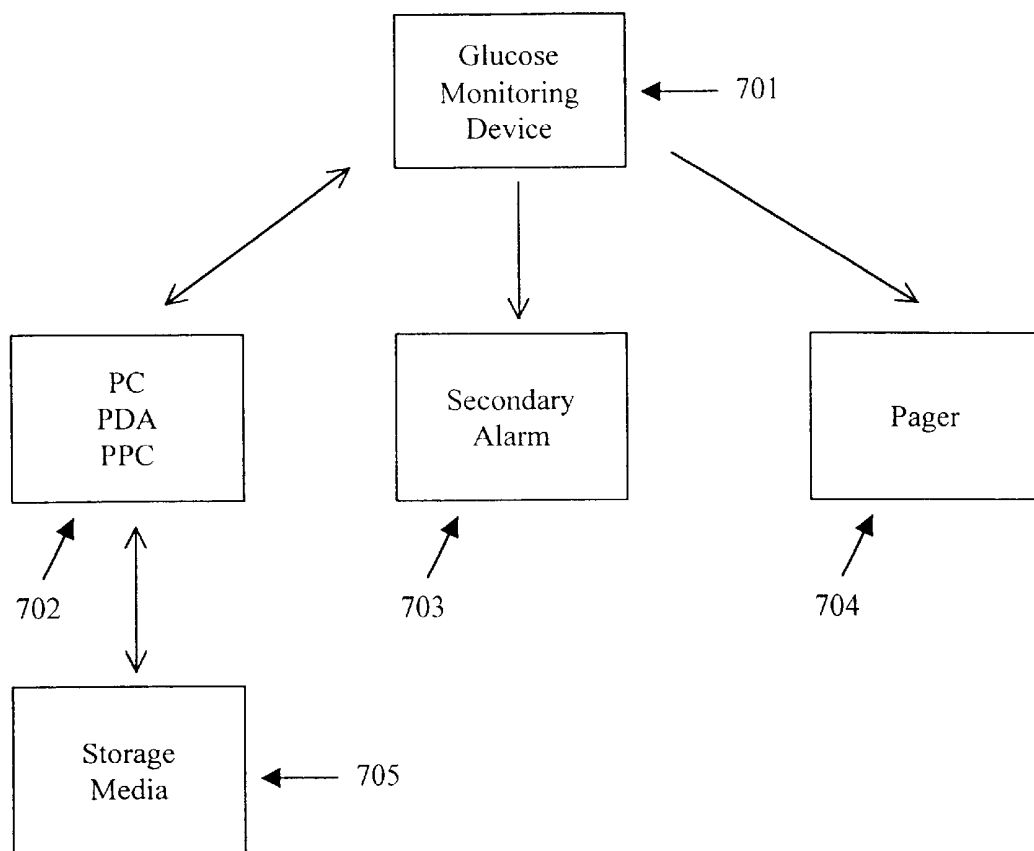 Glucose
Monitoring
Device
701
PC
PDA
PPC
Secondary
Alarm
Pager
702
703
704
Storage
Media
705